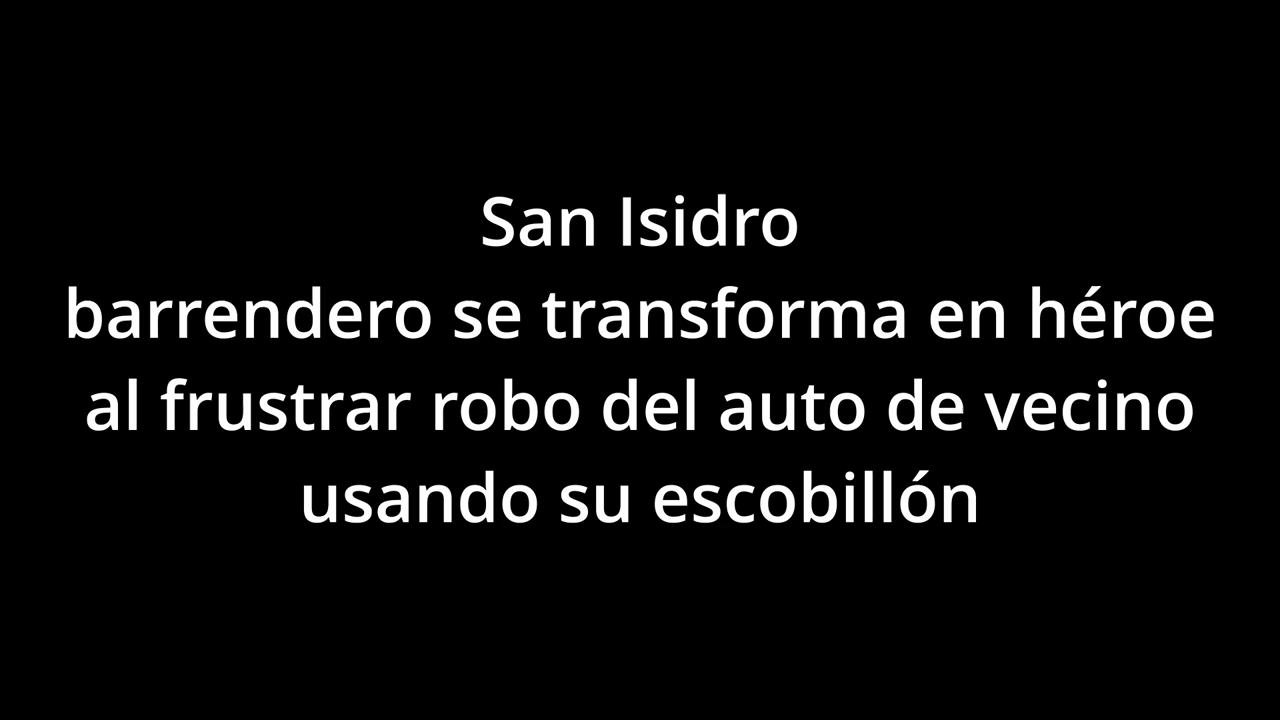 San Isidro
barrendero se transforma en héroe
al frustrar robo del auto de vecino
usando su escobillón